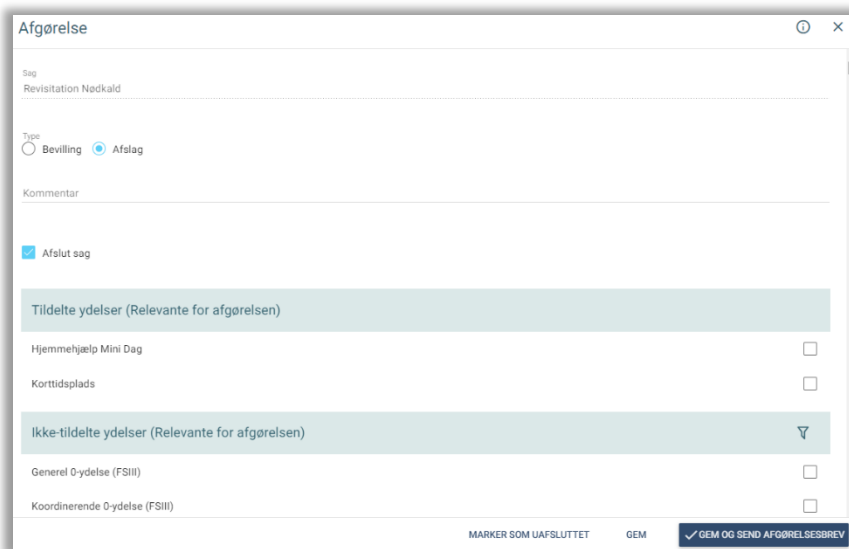 Afgørelse
Sag
Revisitation Nødkald
Type
Bevilling Afslag
Kommentar
Afslut sag
Tildelte ydelser (Relevante for afgørelsen)
Hjemmehjælp Mini Dag
Korttidsplads
Ikke-tildelte ydelser (Relevante for afgørelsen)
Generel 0-ydelse (FSIII)
Koordinerende 0-ydelse (FSIII)
MARKER SOM UAFSLUTTET GEM GEM OG SEND AFGØRELSESBREV